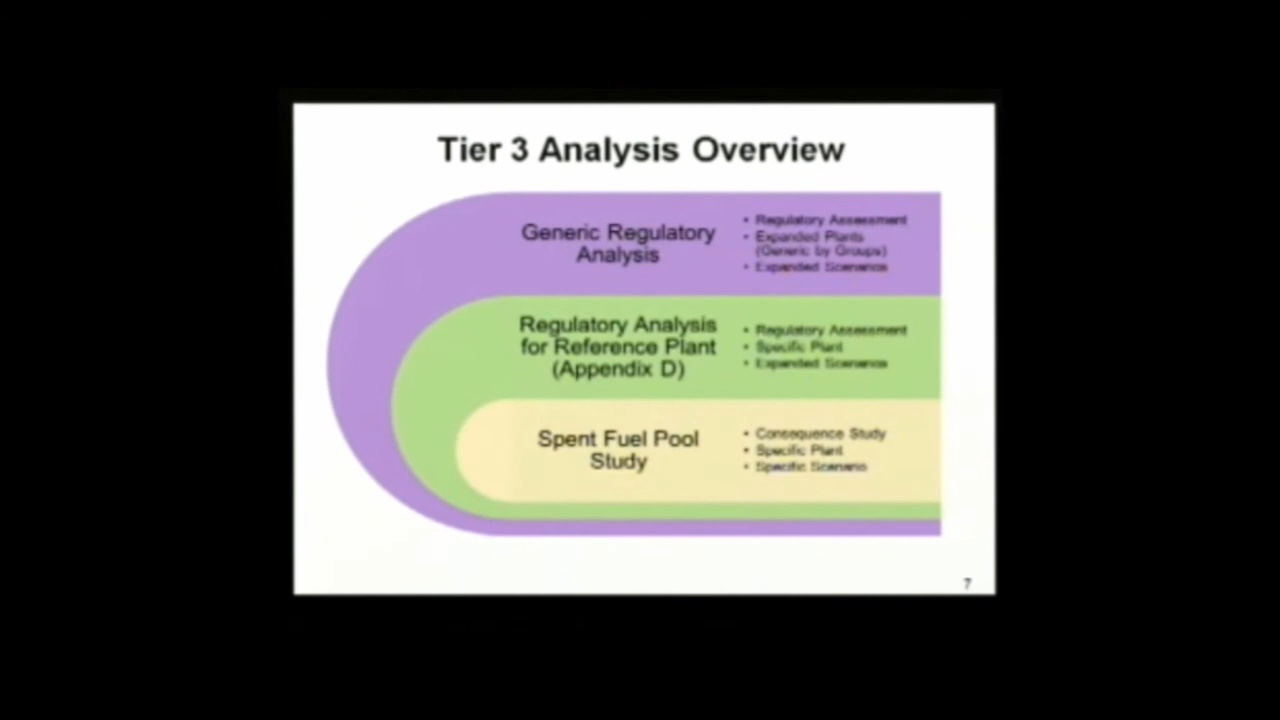 Tier 3 Analysis Overview
Generic Regulatory
Analysis
• Regulatory Assessment
• Expanded Plants
(Generic by Groups)
• Expanded Scenarios
Regulatory Analysis
for Reference Plant
(Appendix D)
• Regulatory Assessment
• Specific Plant
• Expanded Scenarios
Spent Fuel Pool
Study
• Consequence Study
• Specific Plant
• Specific Scenario
7